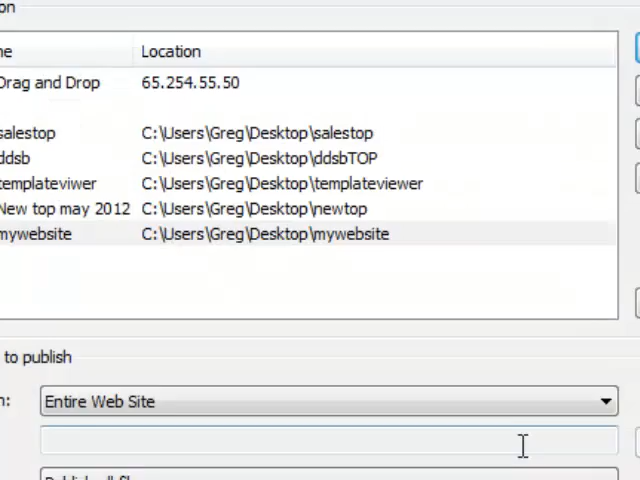 on
me Location
Drag and Drop 65.254.55.50
salestop C:\Users\Greg\Desktop\salestop
ddsb C:\Users\Greg\Desktop\ddsbTOP
templateviwer C:\Users\Greg\Desktop\templateviewer
New top may 2012 C:\Users\Greg\Desktop\newtop
mywebsite C:\Users\Greg\Desktop\mywebsite
to publish
n: Entire Web Site